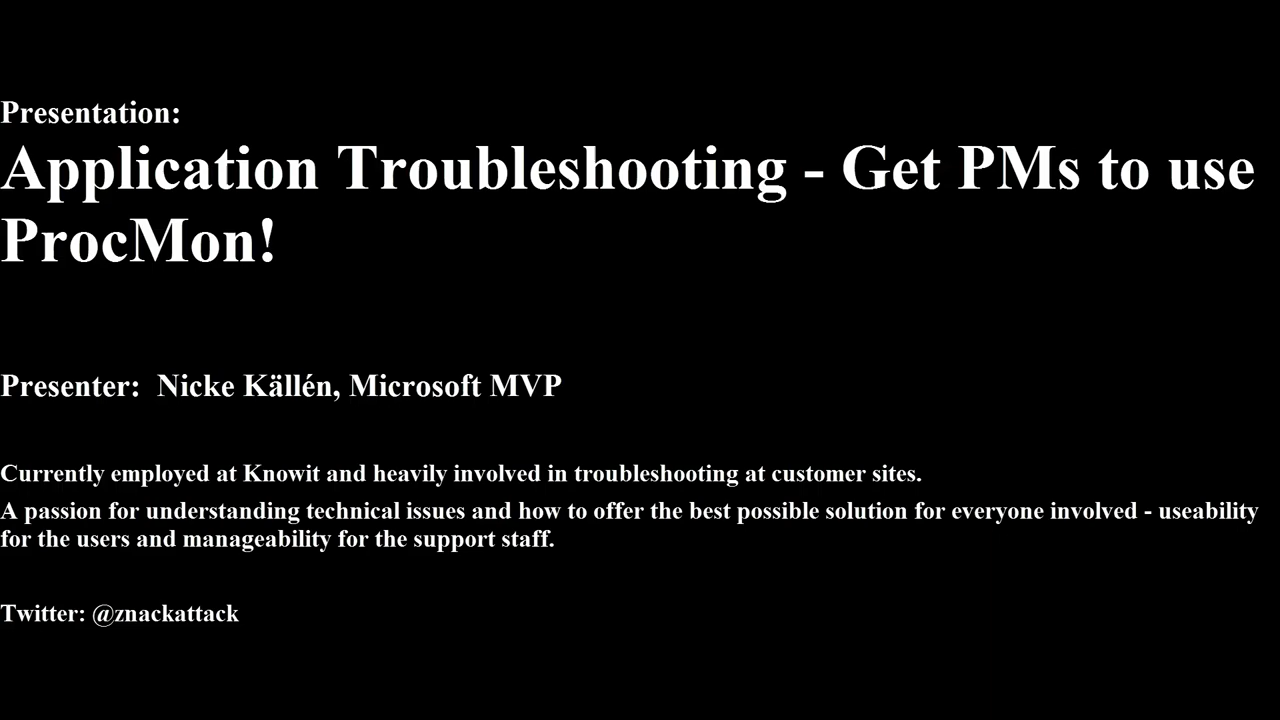 Presentation:
Application Troubleshooting - Get PMs to use
ProcMon!
Presenter:  Nicke Källén, Microsoft MVP
Currently employed at Knowit and heavily involved in troubleshooting at customer sites.
A passion for understanding technical issues and how to offer the best possible solution for everyone involved - useability
for the users and manageability for the support staff.
Twitter: @znackattack